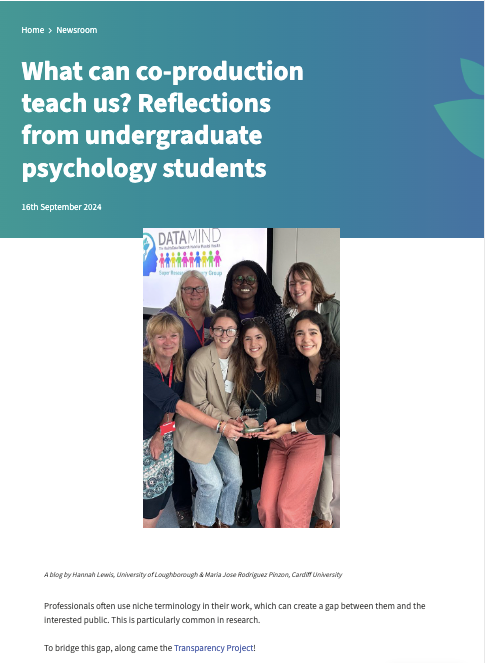 Home > Newsroom
What can co-production
teach us? Reflections
from undergraduate
psychology students
16th September 2024
DATAMIND
A blog by Hannah Lewis, University of Loughborough & Maria Jose Rodriguez Pinzon, Cardiff University
Professionals often use niche terminology in their work, which can create a gap between them and the
interested public. This is particularly common in research.
To bridge this gap, along came the Transparency Project!